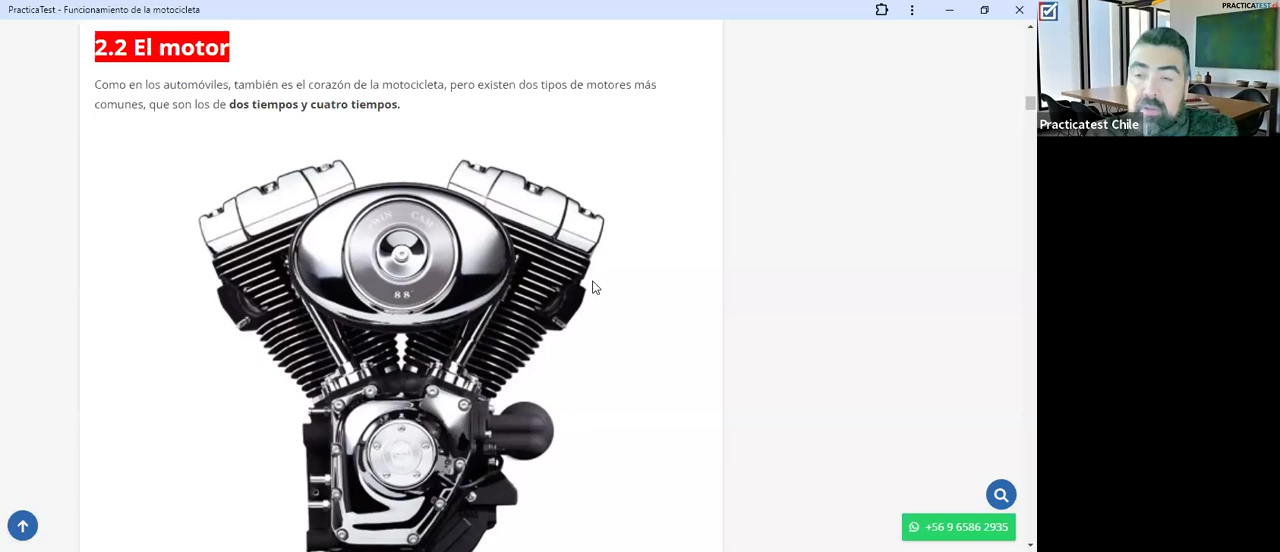 PracticaTest - Funcionamiento de la motocicleta
PRACTICATEST
2.2 El motor
Como en los automóviles, también es el corazón de la motocicleta, pero existen dos tipos de motores más
comunes, que son los de dos tiempos y cuatro tiempos.
Practicatest Chile
88
+56 9 6586 2935